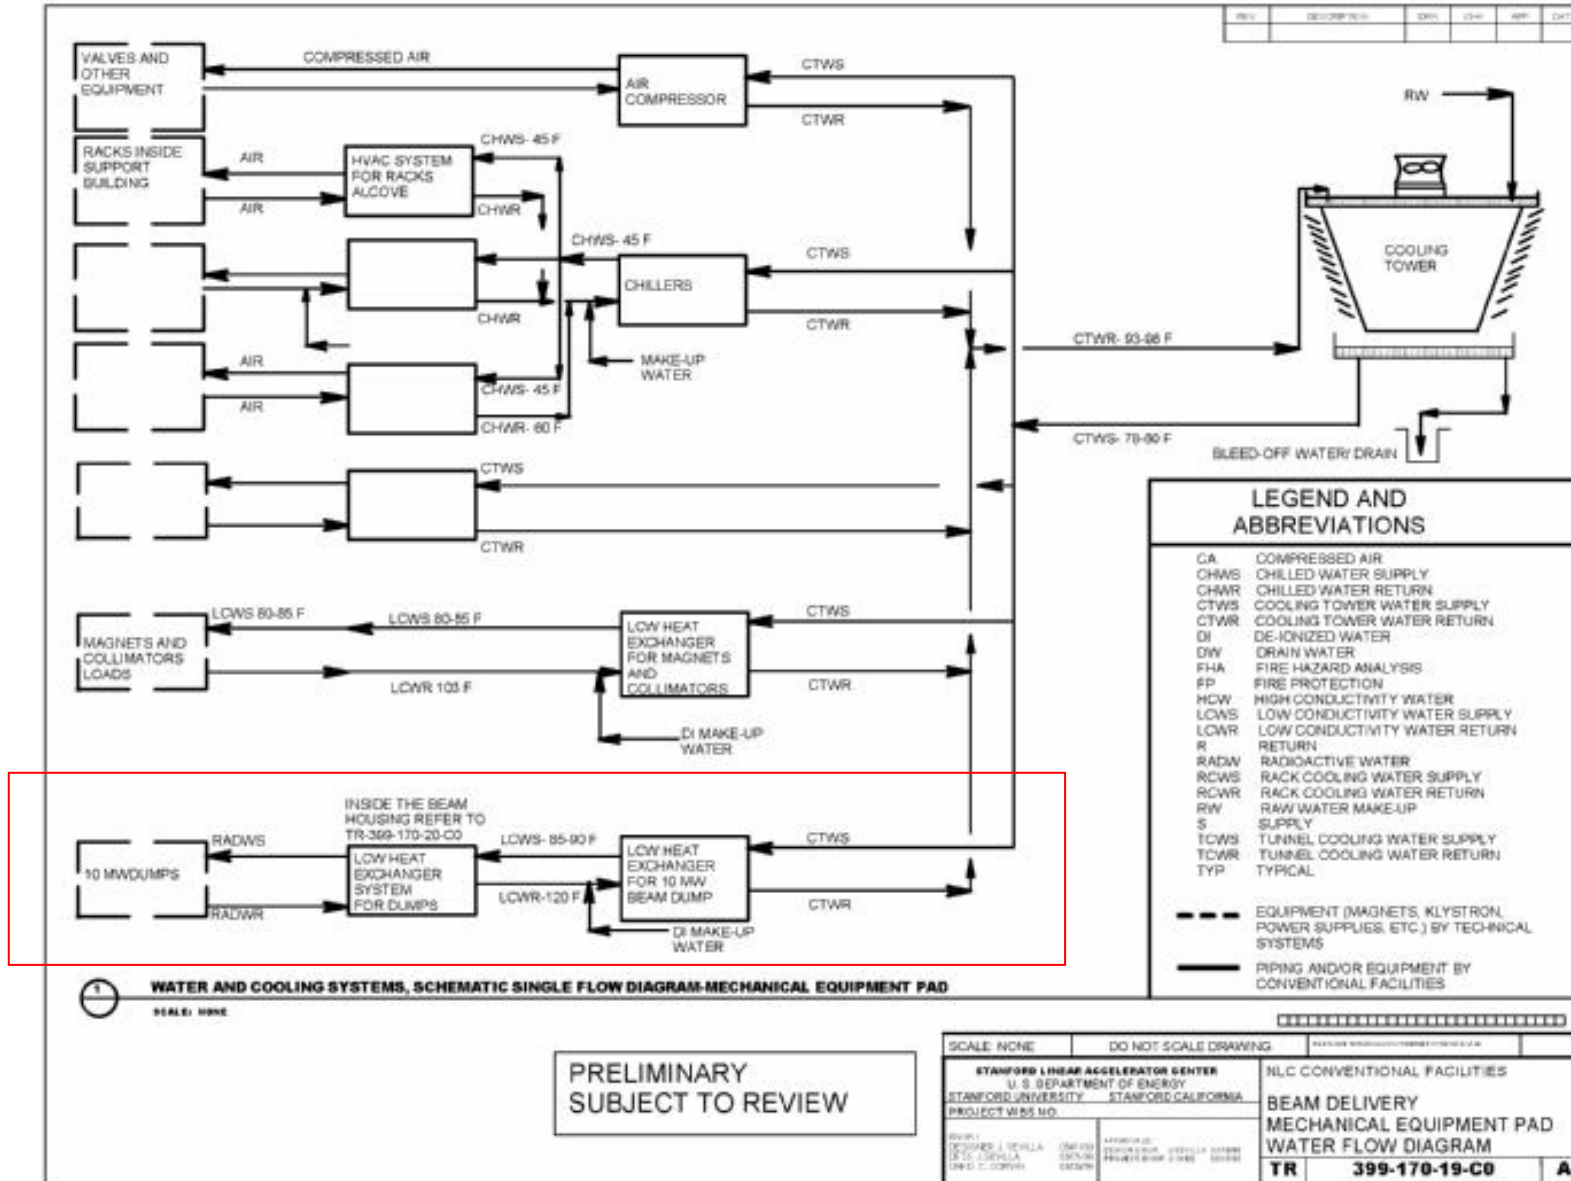 REV DESCRIPTION DRN CHK APP DAT
VALVES AND
OTHER
EQUIPMENT
COMPRESSED AIR
AIR
COMPRESSOR
CTWS
CTWR
RW
RACKS INSIDE
SUPPORT
BUILDING
AIR
AIR
HVAC SYSTEM
FOR RACKS
ALCOVE
CHWS- 45 F
CHWR
CHWS- 45 F
CHILLERS
CTWS
CTWR
CHWR
COOLING
TOWER
MAKE-UP
WATER
CTWR- 93-98 F
AIR
AIR
CHWS- 45 F
CHWR- 60 F
CTWS- 78-80 F
BLEED-OFF WATER/ DRAIN
CTWS
CTWR
LEGEND AND
ABBREVIATIONS
CA COMPRESSED AIR
CHWS CHILLED WATER SUPPLY
CHWR CHILLED WATER RETURN
CTWS COOLING TOWER WATER SUPPLY
CTWR COOLING TOWER WATER RETURN
DI DE-IONIZED WATER
DW DRAIN WATER
FHA FIRE HAZARD ANALYSIS
FP FIRE PROTECTION
HCW HIGH CONDUCTIVITY WATER
LCWS LOW CONDUCTIVITY WATER SUPPLY
LCWR LOW CONDUCTIVITY WATER RETURN
R RETURN
RADW RADIOACTIVE WATER
RCWS RACK COOLING WATER SUPPLY
RCWR RACK COOLING WATER RETURN
RW RAW WATER MAKE-UP
S SUPPLY
TCWS TUNNEL COOLING WATER SUPPLY
TCWR TUNNEL COOLING WATER RETURN
TYP TYPICAL
EQUIPMENT (MAGNETS, KLYSTRON,
POWER SUPPLIES, ETC.) BY TECHNICAL
SYSTEMS
PIPING AND/OR EQUIPMENT BY
CONVENTIONAL FACILITIES
MAGNETS AND
COLLIMATORS
LOADS
LCWS 80-85 F
LCWS 80-85 F
LCWR 103 F
LCW HEAT
EXCHANGER
FOR MAGNETS
AND
COLLIMATORS
CTWS
CTWR
DI MAKE-UP
WATER
INSIDE THE BEAM
HOUSING REFER TO
TR-399-170-20-C0
10 MWDUMPS
RADWS
RADWR
LCW HEAT
EXCHANGER
SYSTEM
FOR DUMPS
LCWS- 85-90 F
LCWR-120 F
LCW HEAT
EXCHANGER
FOR 10 MW
BEAM DUMP
CTWS
CTWR
DI MAKE-UP
WATER
1
WATER AND COOLING SYSTEMS, SCHEMATIC SINGLE FLOW DIAGRAM-MECHANICAL EQUIPMENT PAD
SCALE: NONE
PRELIMINARY
SUBJECT TO REVIEW
SCALE: NONE DO NOT SCALE DRAWING
STANFORD LINEAR ACCELERATOR CENTER
U. S. DEPARTMENT OF ENERGY
STANFORD UNIVERSITY STANFORD CALIFORNIA
PROJECT WBS NO.
NLC CONVENTIONAL FACILITIES
BEAM DELIVERY
MECHANICAL EQUIPMENT PAD
WATER FLOW DIAGRAM
TR 399-170-19-C0 A